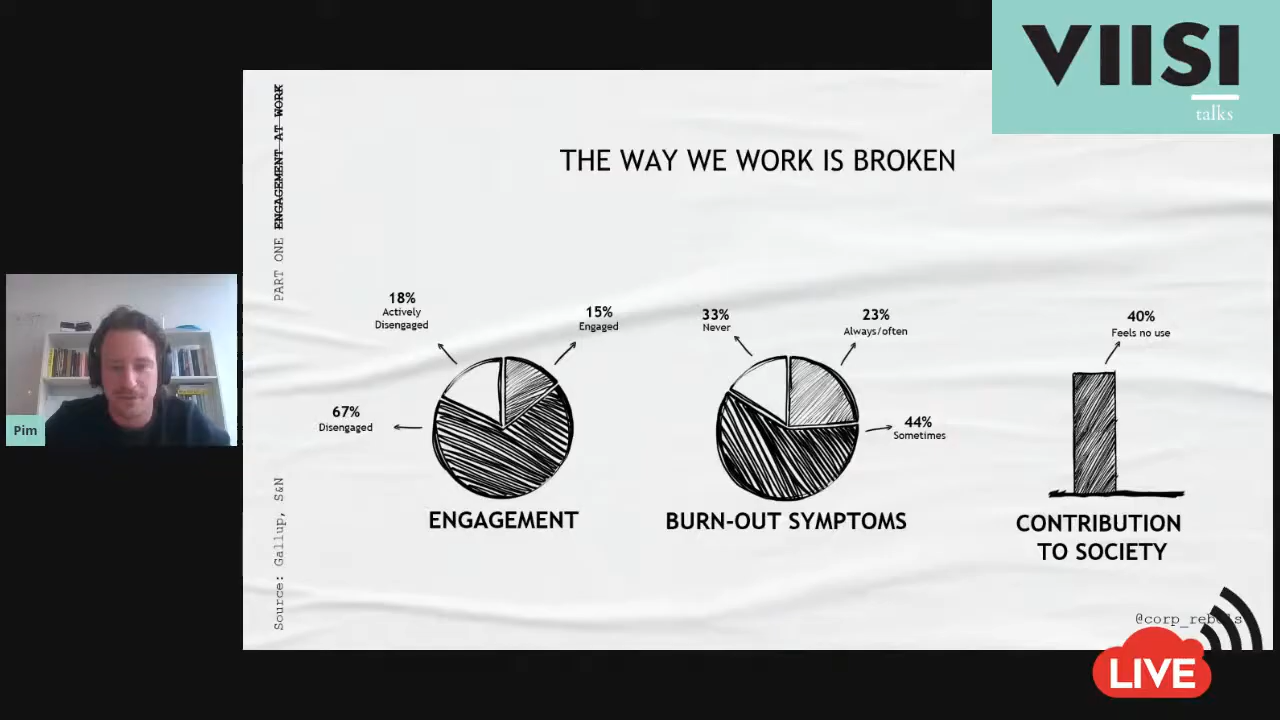 VIISI
talks
PART ONE ENGAGEMENT AT WORK
THE WAY WE WORK IS BROKEN
18%
Actively
Disengaged
15%
Engaged
67%
Disengaged
ENGAGEMENT
33%
Never
23%
Always/often
44%
Sometimes
BURN-OUT SYMPTOMS
40%
Feels no use
CONTRIBUTION
TO SOCIETY
Source: Gallup, S&N
Pim
@corp_rebels
LIVE